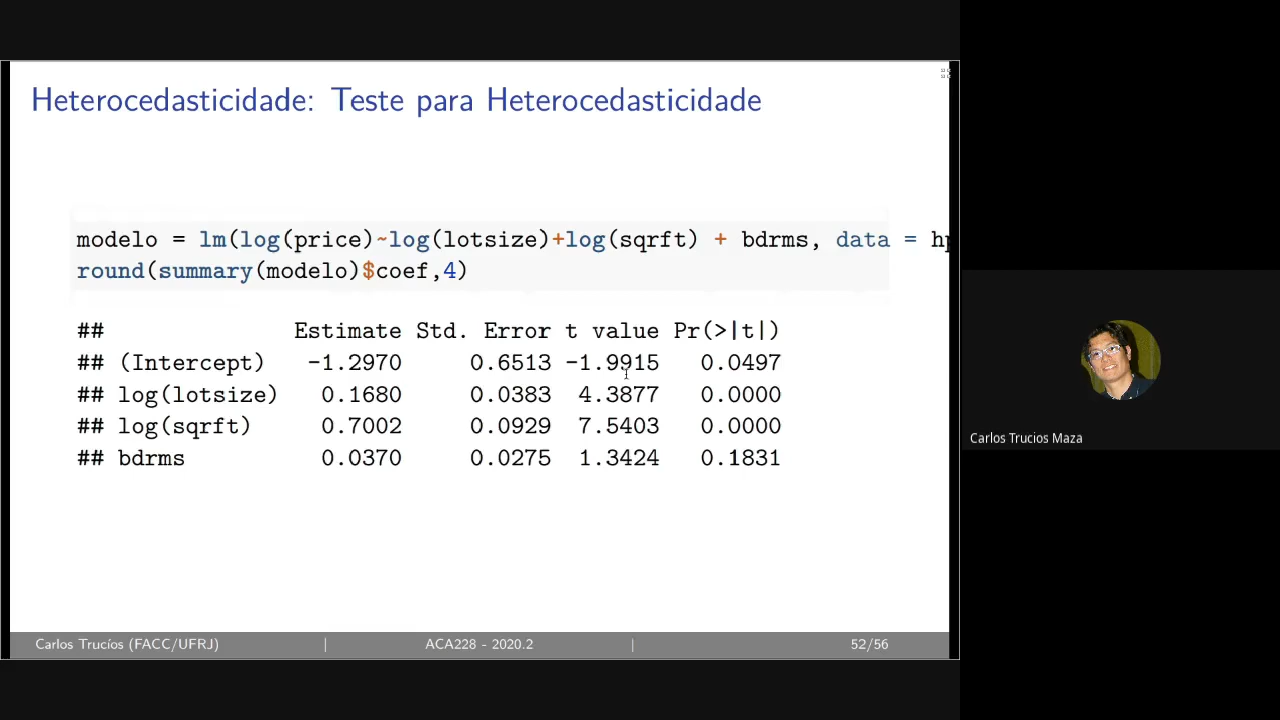 Heterocedasticidade: Teste para Heterocedasticidade
modelo = lm(log(price)~log(lotsize)+log(sqrft) + bdrms, data = hp
round(summary(modelo)$coef,4)
## Estimate Std. Error t value Pr(>|t|)
## (Intercept) -1.2970 0.6513 -1.9915 0.0497
## log(lotsize) 0.1680 0.0383 4.3877 0.0000
## log(sqrft) 0.7002 0.0929 7.5403 0.0000
## bdrms 0.0370 0.0275 1.3424 0.1831
Carlos Trucíos (FACC/UFRJ) | ACA228 - 2020.2 | 52/56
Carlos Trucios Maza